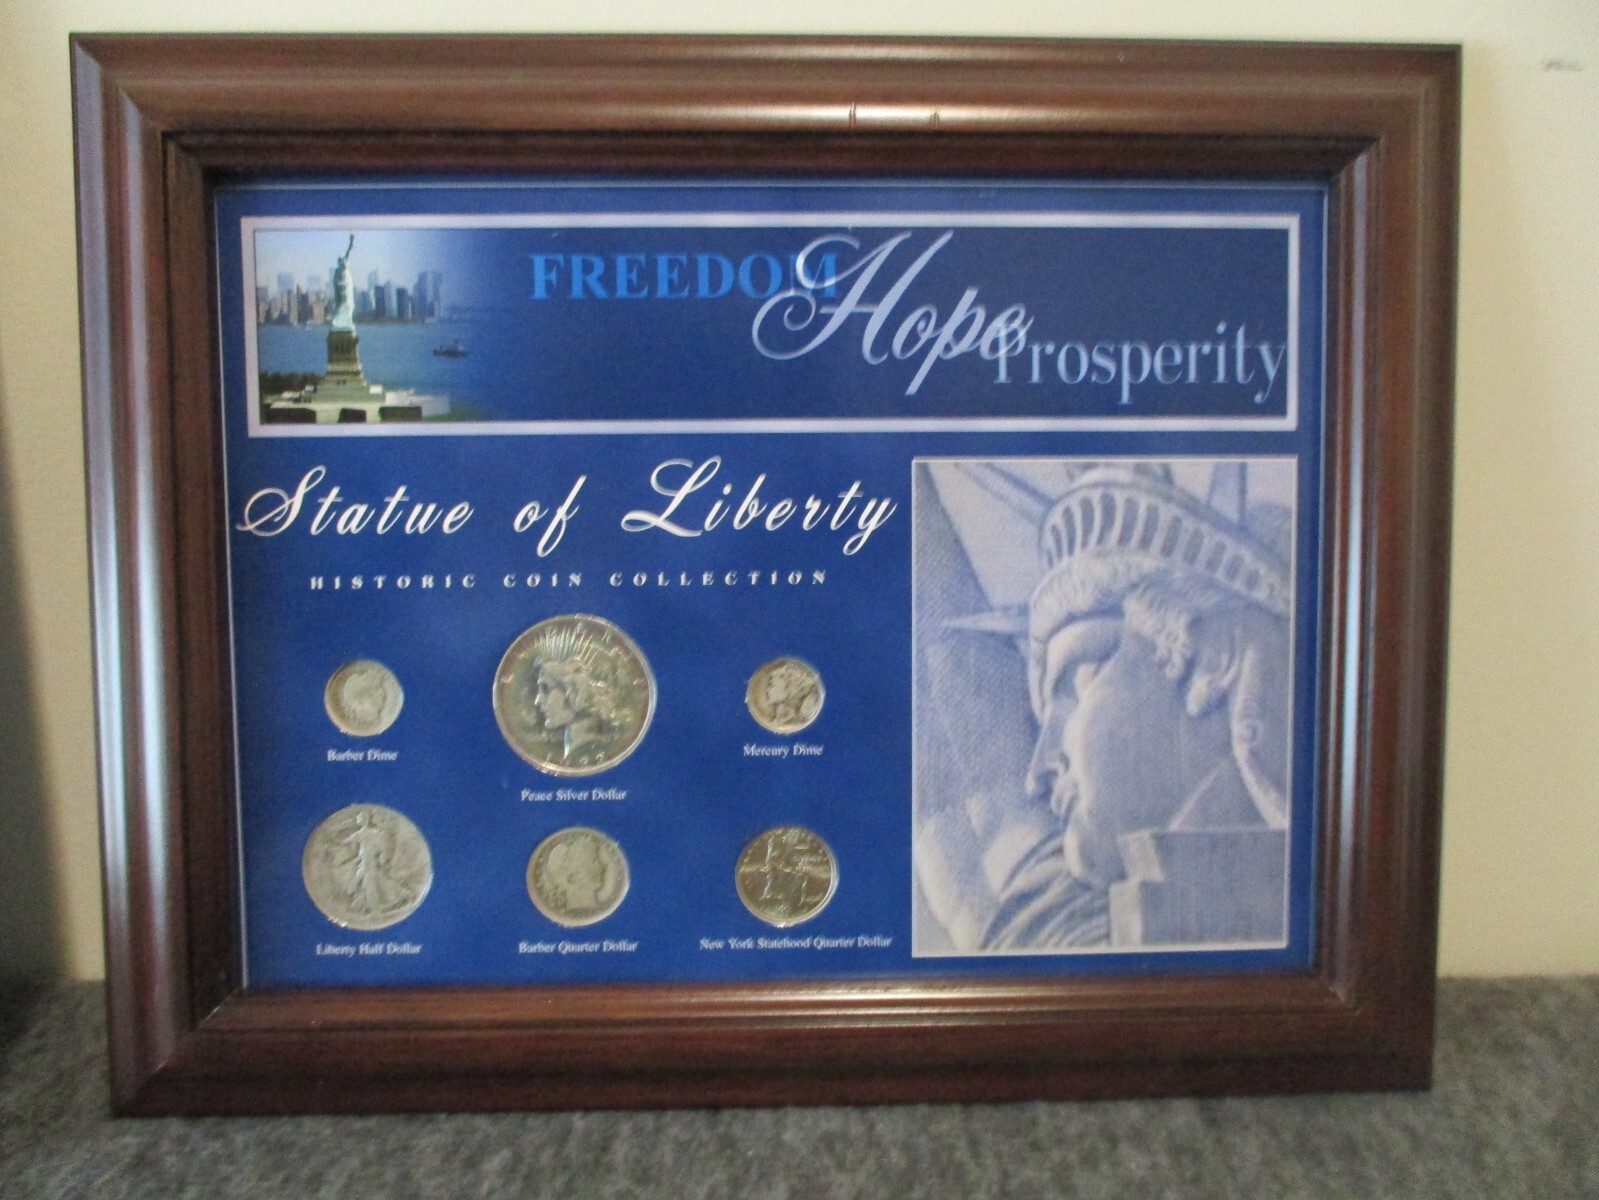 FREEDOM
Hope
Prosperity
Statue of Liberty
HISTORIC COIN COLLECTION
Barber Dime
Peace Silver Dollar
Mercury Dime
Liberty Half Dollar
Barber Quarter Dollar
New York Statehood Quarter Dollar